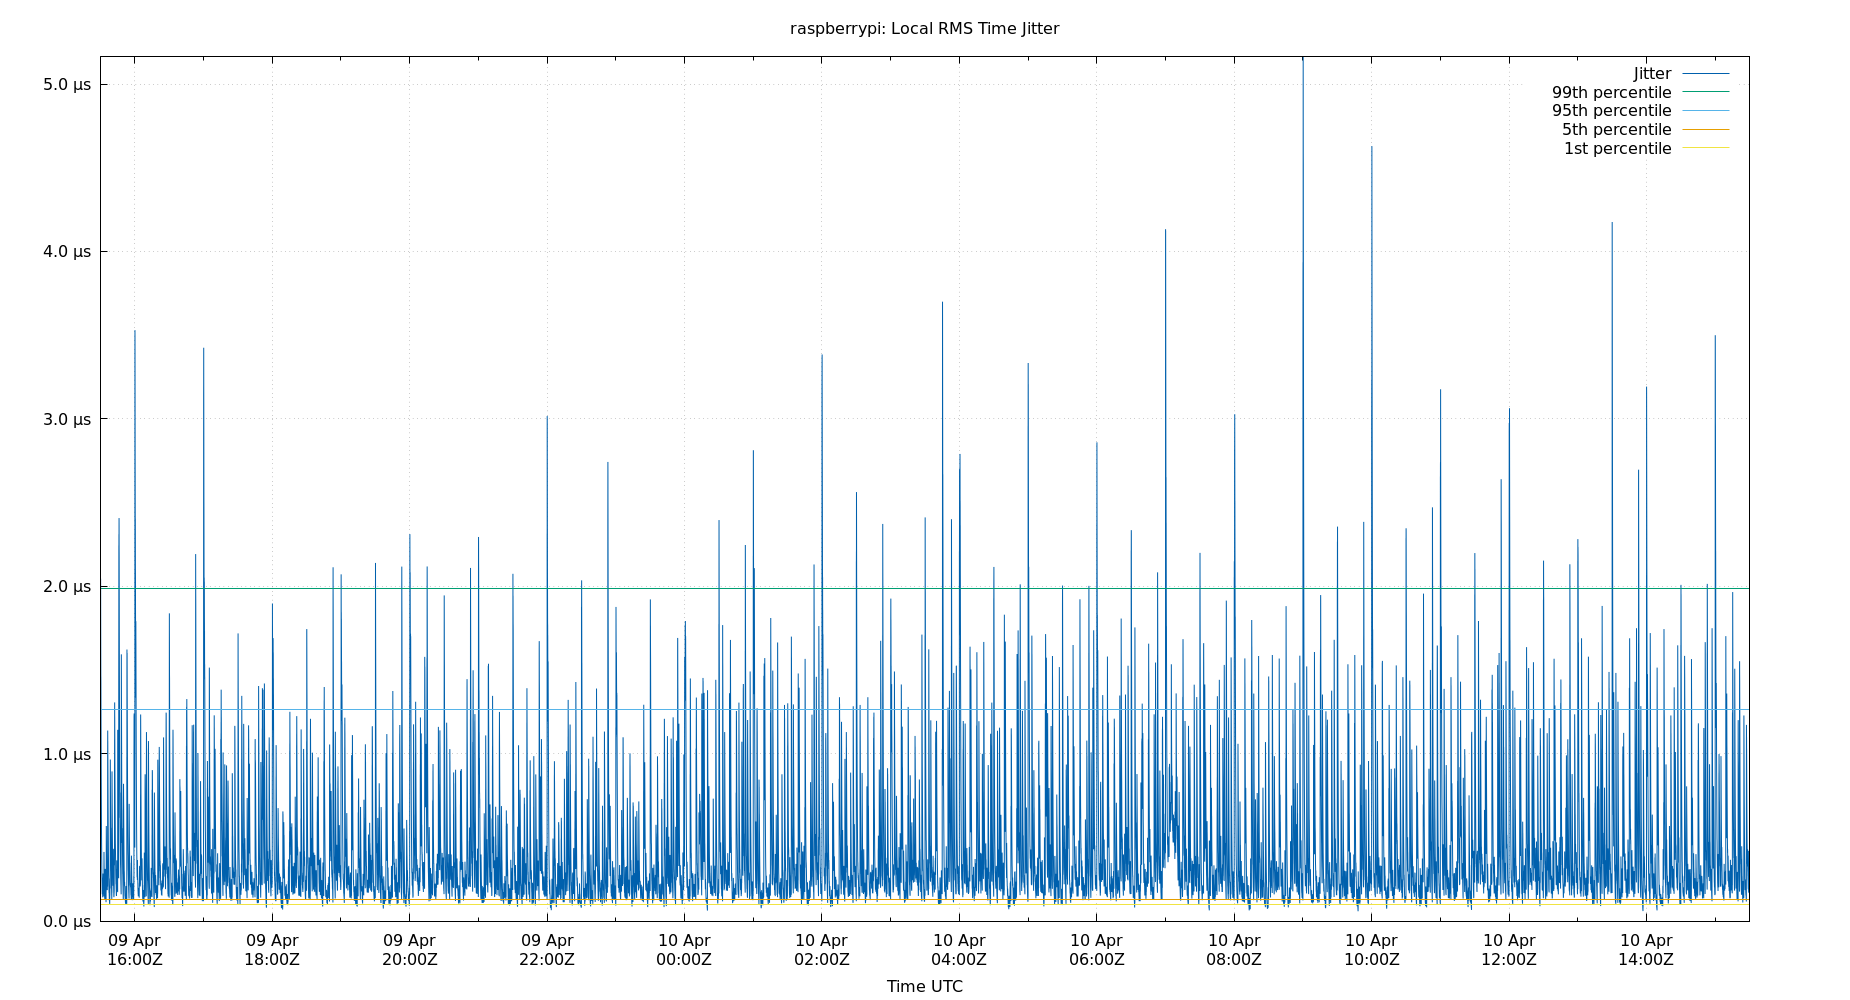 raspberrypi: Local RMS Time Jitter
5.0 μs
4.0 μs
3.0 μs
2.0 μs
1.0 μs
0.0 μs
Jitter
99th percentile
95th percentile
5th percentile
1st percentile
09 Apr 09 Apr 09 Apr 09 Apr 10 Apr 10 Apr 10 Apr 10 Apr 10 Apr 10 Apr 10 Apr 10 Apr
16:00Z 18:00Z 20:00Z 22:00Z 00:00Z 02:00Z 04:00Z 06:00Z 08:00Z 10:00Z 12:00Z 14:00Z
Time UTC